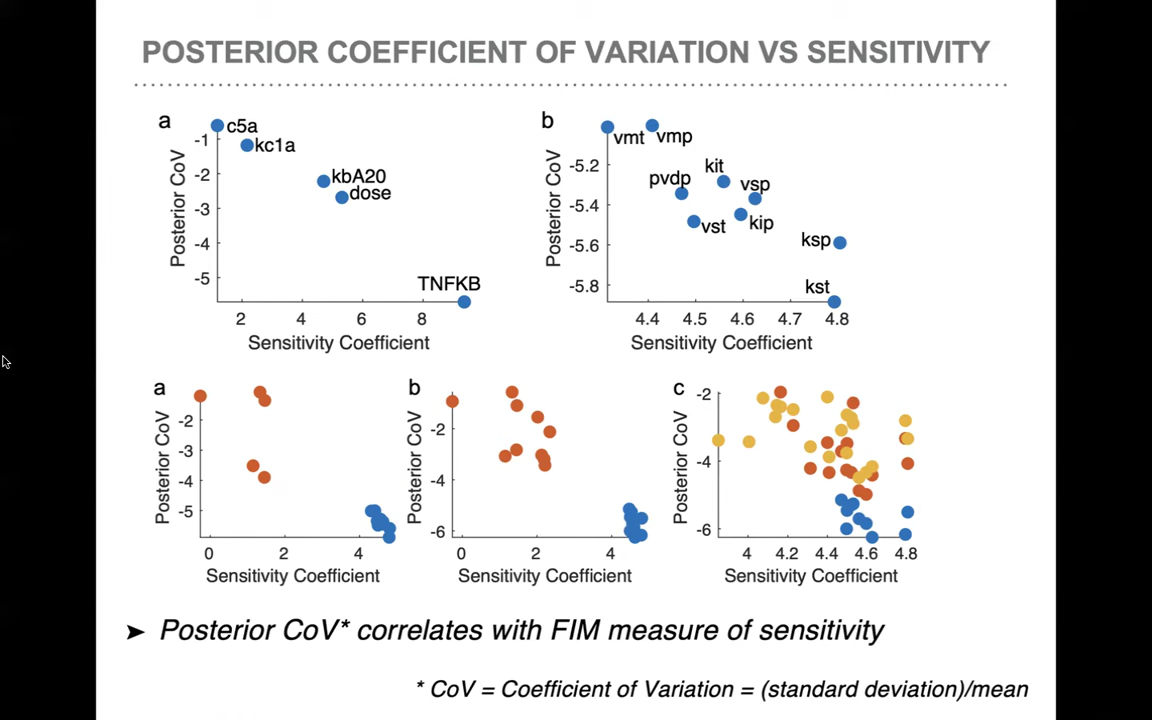 POSTERIOR COEFFICIENT OF VARIATION VS SENSITIVITY
a
c5a
kc1a
kbA20
dose
TNFKB
-1
-2
-3
-4
-5
Posterior CoV
2 4 6 8
Sensitivity Coefficient
b
vmt
vmp
pvdp
kit
vsp
vst
kip
ksp
kst
-5.2
-5.4
-5.6
-5.8
Posterior CoV
4.4 4.5 4.6 4.7 4.8
Sensitivity Coefficient
a
-2
-3
-4
-5
Posterior CoV
0 2 4
Sensitivity Coefficient
b
-2
-4
-6
Posterior CoV
0 2 4
Sensitivity Coefficient
c
-2
-4
-6
Posterior CoV
4 4.2 4.4 4.6 4.8
Sensitivity Coefficient
➤ Posterior CoV* correlates with FIM measure of sensitivity
* CoV = Coefficient of Variation = (standard deviation)/mean